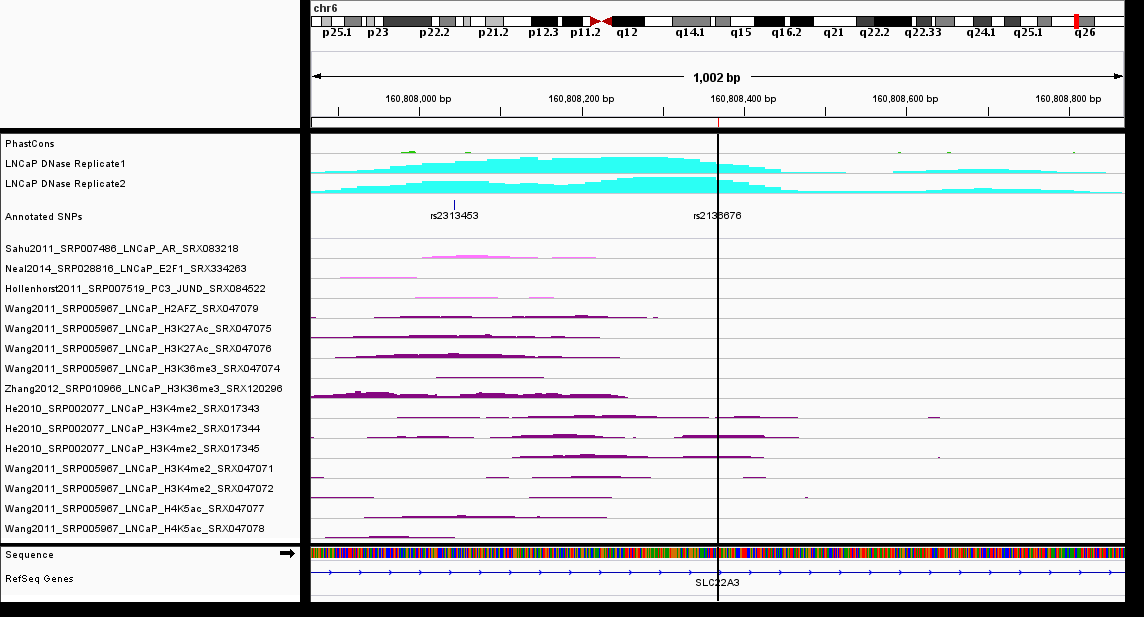 chr6
p25.1 p23 p22.2 p21.2 p12.3 p11.2 q12 q14.1 q15 q16.2 q21 q22.2 q22.33 q24.1 q25.1 q26
1,002 bp
160,808,000 bp 160,808,200 bp 160,808,400 bp 160,808,600 bp 160,808,800 bp
PhastCons
LNCaP DNase Replicate1
LNCaP DNase Replicate2
Annotated SNPs
rs2313453 rs2136676
Sahu2011_SRP007486_LNCaP_AR_SRX083218
Neal2014_SRP028816_LNCaP_E2F1_SRX334263
Hollenhorst2011_SRP007519_PC3_JUND_SRX084522
Wang2011_SRP005967_LNCaP_H2AFZ_SRX047079
Wang2011_SRP005967_LNCaP_H3K27Ac_SRX047075
Wang2011_SRP005967_LNCaP_H3K27Ac_SRX047076
Wang2011_SRP005967_LNCaP_H3K36me3_SRX047074
Zhang2012_SRP010966_LNCaP_H3K36me3_SRX120296
He2010_SRP002077_LNCaP_H3K4me2_SRX017343
He2010_SRP002077_LNCaP_H3K4me2_SRX017344
He2010_SRP002077_LNCaP_H3K4me2_SRX017345
Wang2011_SRP005967_LNCaP_H3K4me2_SRX047071
Wang2011_SRP005967_LNCaP_H3K4me2_SRX047072
Wang2011_SRP005967_LNCaP_H4K5ac_SRX047077
Wang2011_SRP005967_LNCaP_H4K5ac_SRX047078
Sequence
RefSeq Genes
SLC22A3